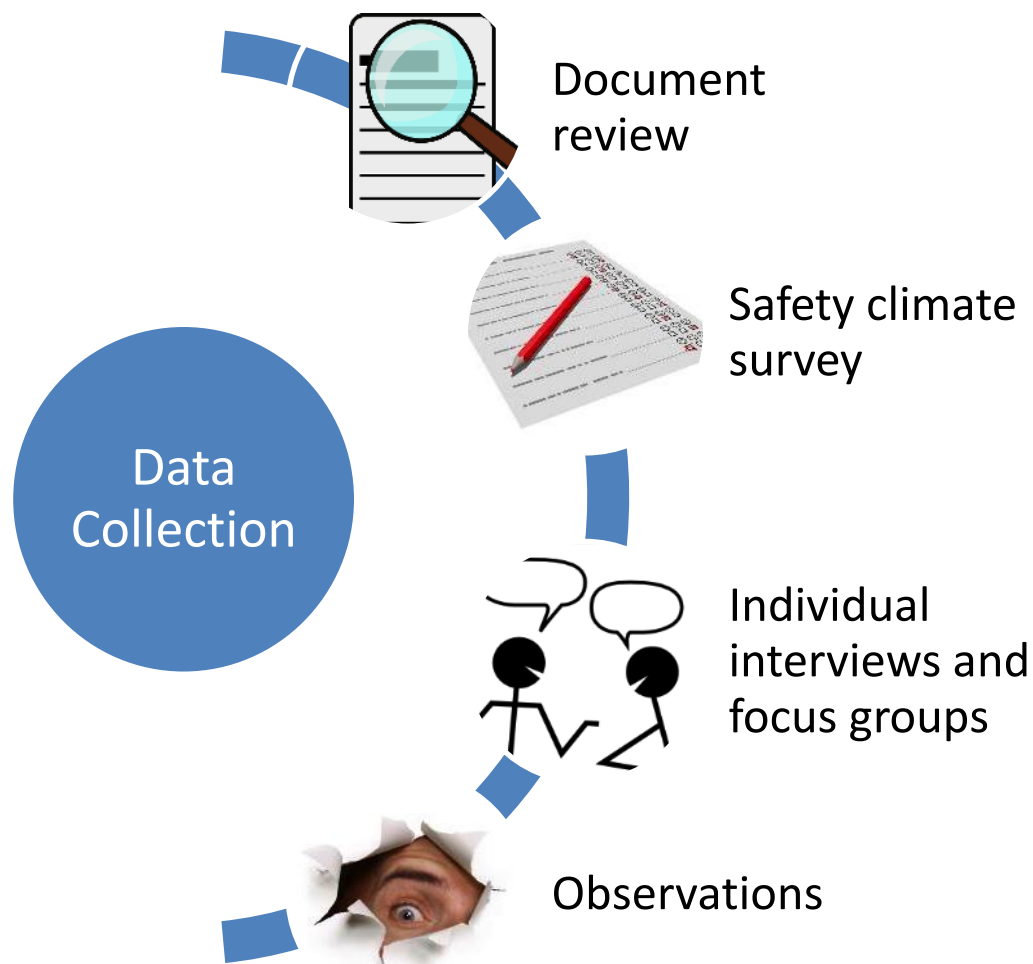 Document
review
Safety climate
survey
Data
Collection
Individual
interviews and
focus groups
Observations